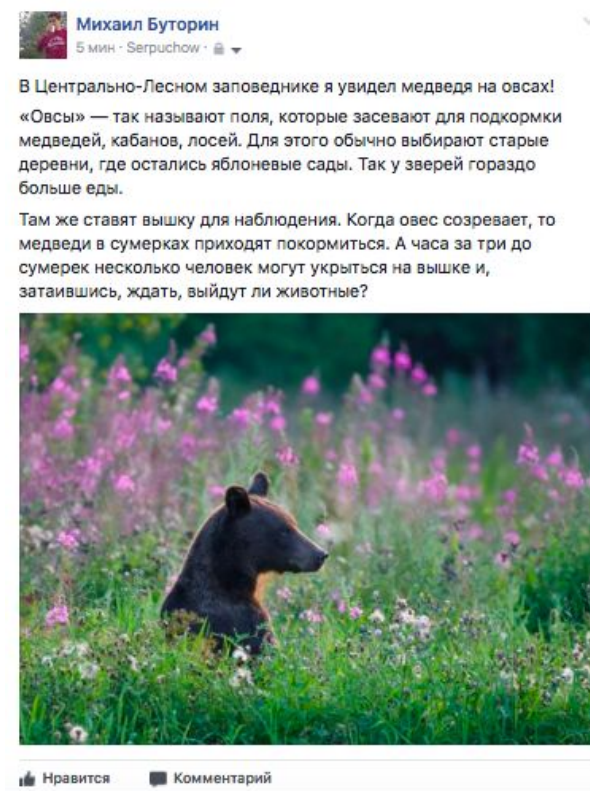 Михаил Буторин
5 мин · Serpuchow ·
В Центрально-Лесном заповеднике я увидел медведя на овсах!
«Овсы» — так называют поля, которые засевают для подкормки
медведей, кабанов, лосей. Для этого обычно выбирают старые
деревни, где остались яблоневые сады. Так у зверей гораздо
больше еды.
Там же ставят вышку для наблюдения. Когда овес созревает, то
медведи в сумерках приходят покормиться. А часа за три до
сумерек несколько человек могут укрыться на вышке и,
затаившись, ждать, выйдут ли животные?
Нравится Комментарий